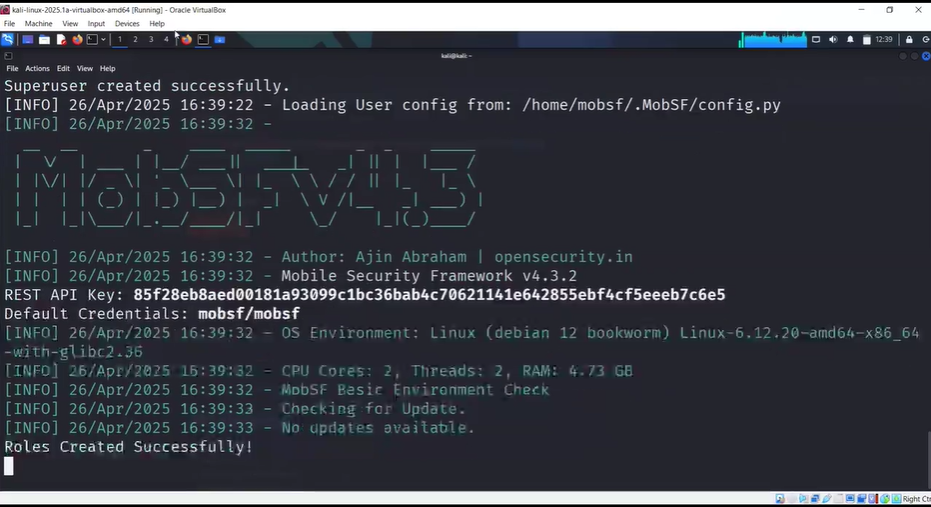 kali-linux-2025.1a-virtualbox-amd64 [Running] - Oracle VirtualBox
File Machine View Input Devices Help
1 2 3 4 12:39
kali@kali: ~
File Actions Edit View Help
Superuser created successfully.
[INFO] 26/Apr/2025 16:39:22 - Loading User config from: /home/mobsf/.MobSF/config.py
[INFO] 26/Apr/2025 16:39:32 -
MobSF v4.3
[INFO] 26/Apr/2025 16:39:32 - Author: Ajin Abraham | opensecurity.in
[INFO] 26/Apr/2025 16:39:32 - Mobile Security Framework v4.3.2
REST API Key: 85f28eb8aed00181a93099c1bc36bab4c70621141e642855ebf4cf5eeeb7c6e5
Default Credentials: mobsf/mobsf
[INFO] 26/Apr/2025 16:39:32 - OS Environment: Linux (debian 12 bookworm) Linux-6.12.20-amd64-x86_64
-with-glibc2.36
[INFO] 26/Apr/2025 16:39:32 - CPU Cores: 2, Threads: 2, RAM: 4.73 GB
[INFO] 26/Apr/2025 16:39:32 - MobSF Basic Environment Check
[INFO] 26/Apr/2025 16:39:32 - Checking for Update.
[INFO] 26/Apr/2025 16:39:33 - No updates available.
Roles Created Successfully!
Right Ctr